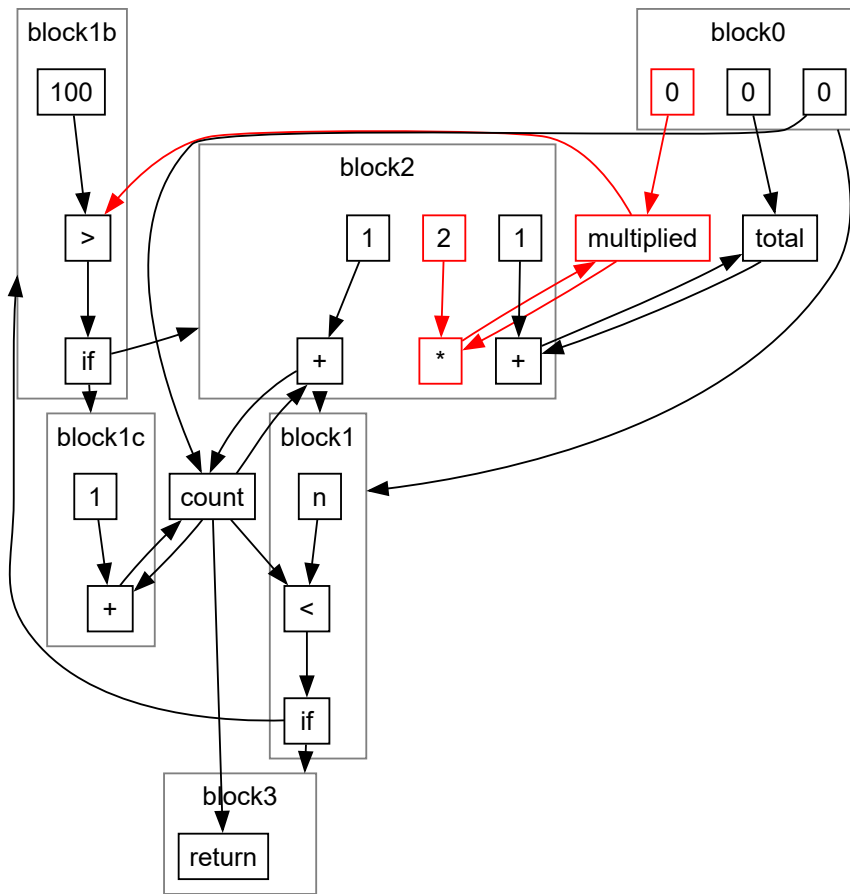 block1b
block0
100
0
0
0
block2
>
1
2
1
multiplied
total
if
+
*
+
block1c
block1
1
count
n
+
<
if
block3
return